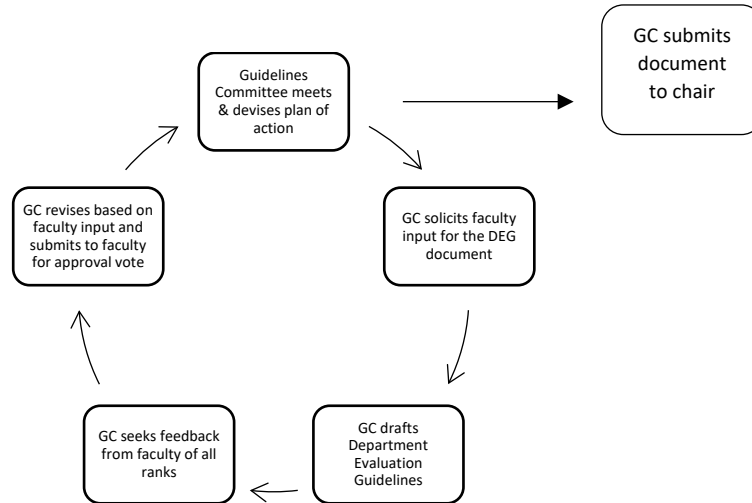 Guidelines
Committee meets
& devises plan of
action
GC submits
document
to chair
GC solicits faculty
input for the DEG
document
GC drafts
Department
Evaluation
Guidelines
GC seeks feedback
from faculty of all
ranks
GC revises based on
faculty input and
submits to faculty
for approval vote